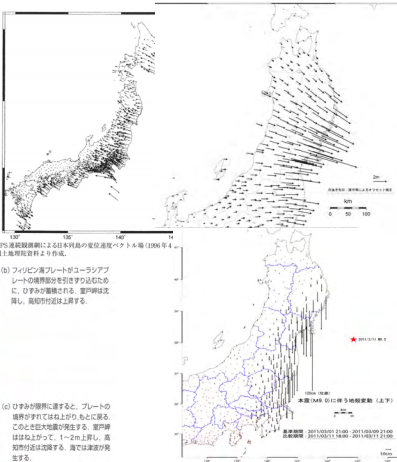 130°
135°
140°
PS連続観測網による日本列島の変位速度ベクトル場(1996年4
土地理院資料より作成.
2m
km
0 50 100
(b) フィリピン海プレートがユーラシアプ
レートの境界部分を引きずり込むため
に,ひずみが蓄積される.室戸岬は沈
降し,高知市付近は上昇する.
(c) ひずみが限界に達すると,プレートの
境界がずれてはね上がり,もとに戻る.
このとき巨大地震が発生する.室戸岬
ははね上がって,1〜2m上昇し,高
知市付近は沈降する.海では津波が発
生する.
2011/3/11 M9.0
本震(M9.0)に伴う地殻変動(上下)
基準期間:2011/03/01 21:00 - 2011/03/09 21:00
比較期間:2011/03/11 18:00 - 2011/03/11 21:00
10cm